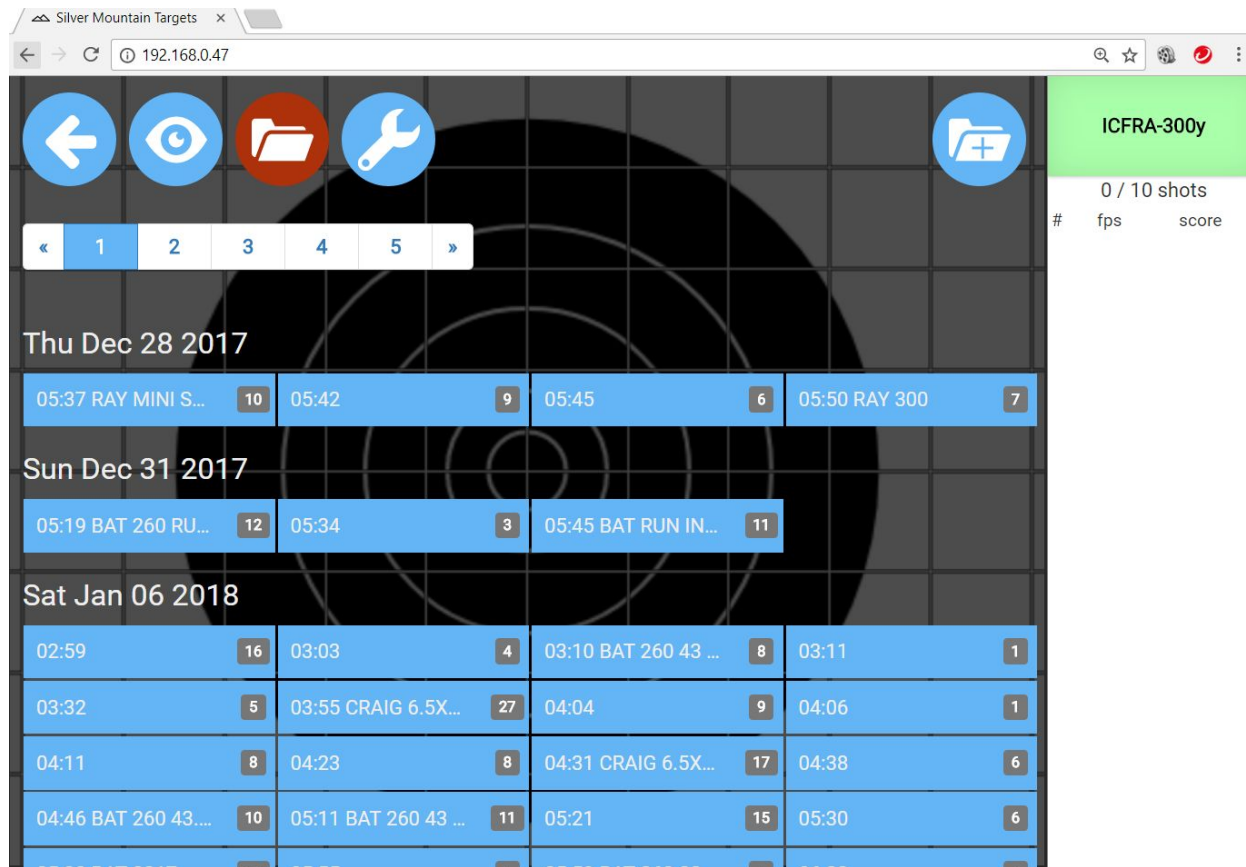 Silver Mountain Targets
192.168.0.47
ICFRA-300y
0 / 10 shots
# fps score
« 1 2 3 4 5 »
Thu Dec 28 2017
05:37 RAY MINI S... 10 05:42 9 05:45 6 05:50 RAY 300 7
Sun Dec 31 2017
05:19 BAT 260 RU... 12 05:34 3 05:45 BAT RUN IN... 11
Sat Jan 06 2018
02:59 16 03:03 4 03:10 BAT 260 43 ... 8 03:11 1
03:32 5 03:55 CRAIG 6.5X... 27 04:04 9 04:06 1
04:11 8 04:23 8 04:31 CRAIG 6.5X... 17 04:38 6
04:46 BAT 260 43.... 10 05:11 BAT 260 43 ... 11 05:21 15 05:30 6